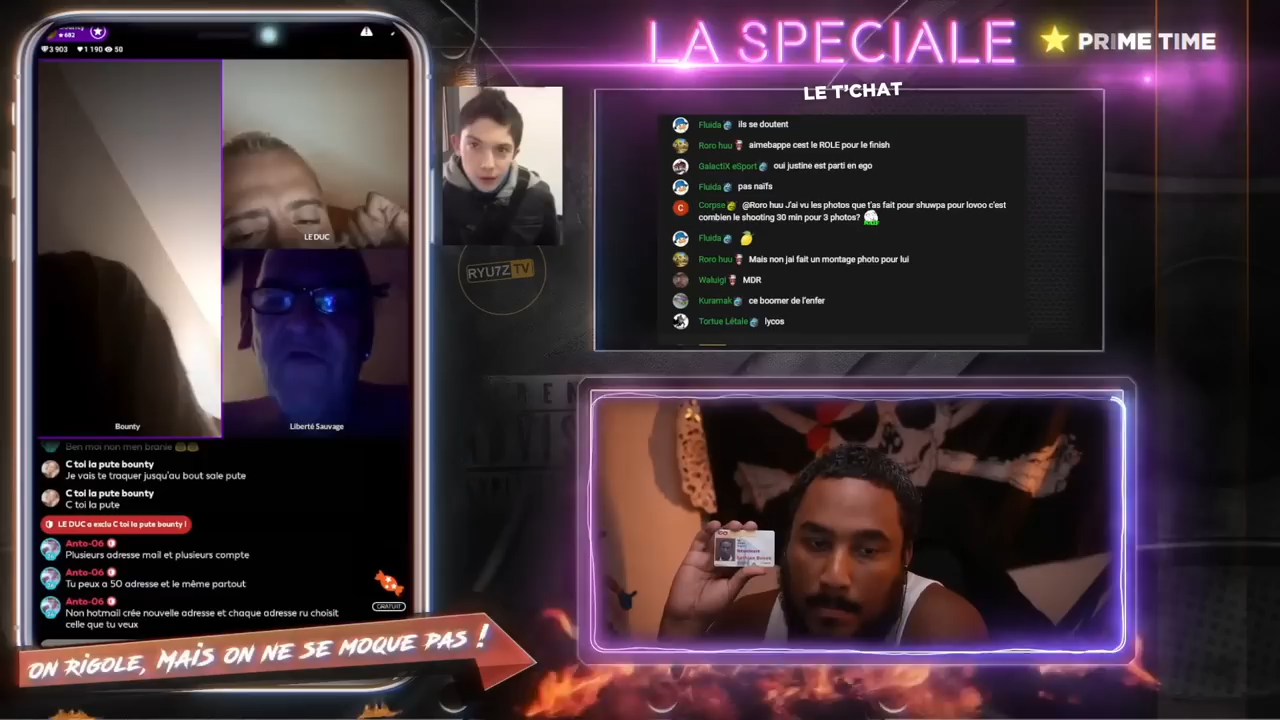 LA SPECIALE
PRIME TIME
682
3 903 1 190 50
LE DUC
Bounty
Liberté Sauvage
Ben moi non men branle
C toi la pute bounty
Je vais te traquer jusqu'au bout sale pute
C toi la pute bounty
C toi la pute
LE DUC a exclu C toi la pute bounty !
Anto-06
Plusieurs adresse mail et plusieurs compte
Anto-06
Tu peux a 50 adresse et le même partout
Anto-06
Non hotmail crée nouvelle adresse et chaque adresse ru choisit
celle que tu veux
GRATUIT
ON RIGOLE, MAIS ON NE SE MOQUE PAS !
RYU7Z TV
LE T'CHAT
Fluida ils se doutent
Roro huu aimebappe cest le ROLE pour le finish
GalactiX eSport oui justine est parti en ego
Fluida pas naïfs
Corpse @Roro huu J'ai vu les photos que t'as fait pour shuwpa pour lovoo c'est
combien le shooting 30 min pour 3 photos?
Fluida
Roro huu Mais non jai fait un montage photo pour lui
Waluigi MDR
Kuramak ce boomer de l'enfer
Tortue Létale lycos